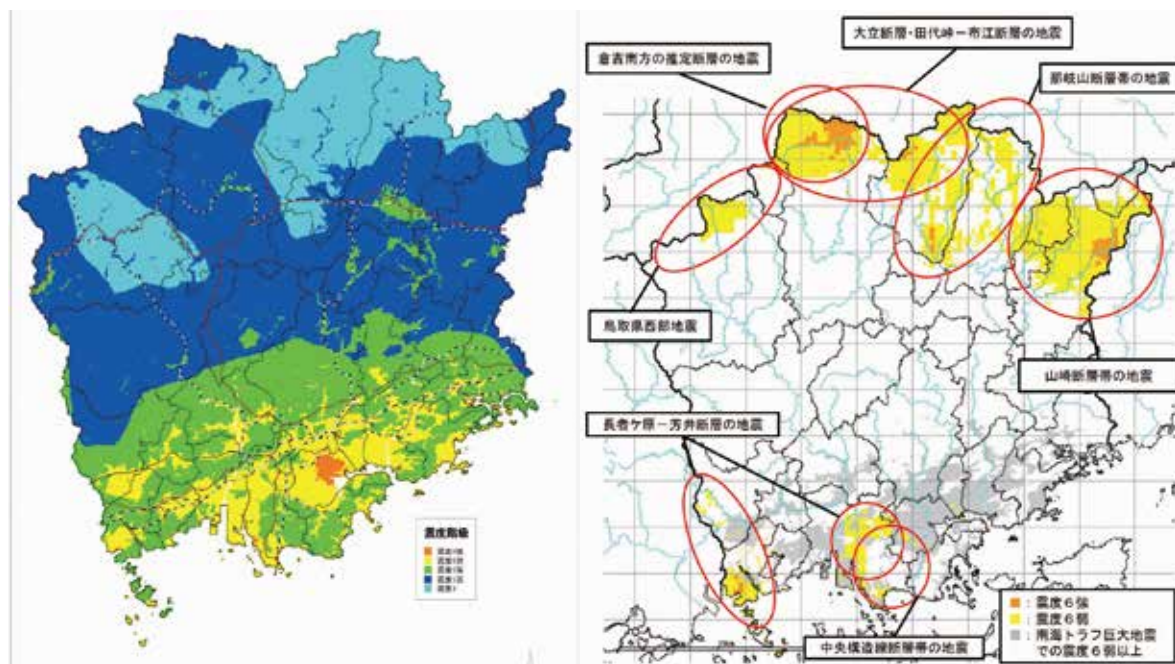 震度階級
大立断層・田代峠ー布江断層の地震
倉吉南方の推定断層の地震
那岐山断層帯の地震
鳥取県西部地震
山崎断層帯の地震
長者ケ原ー芳井断層の地震
中央構造線断層帯の地震
:震度6強
:震度6弱
:南海トラフ巨大地震
での震度6弱以上